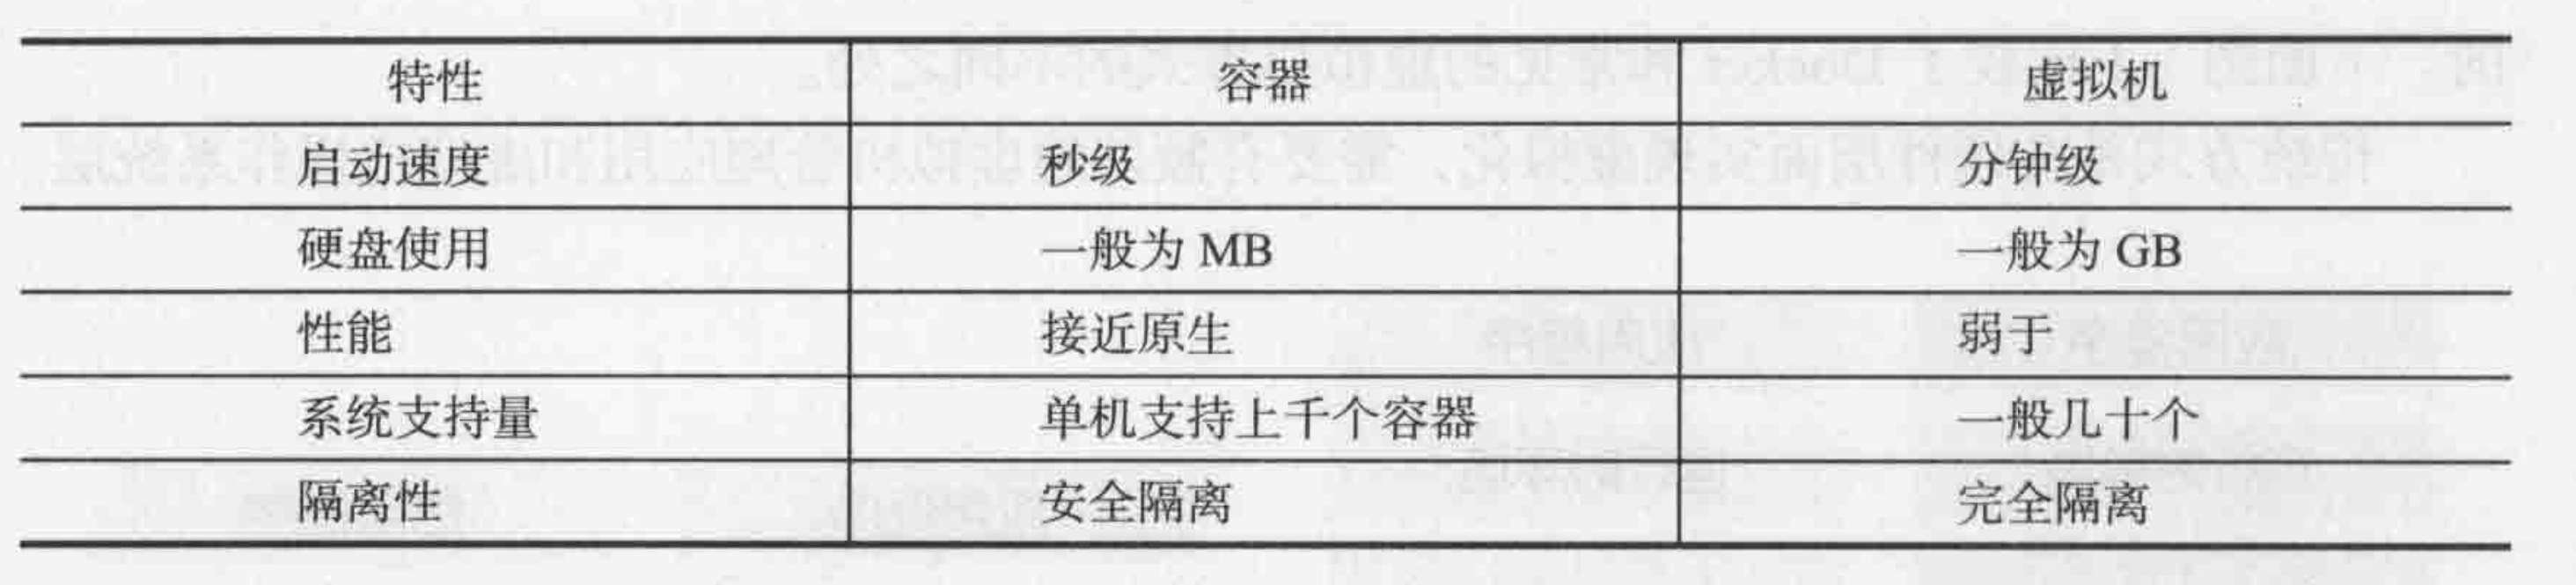 特性 容器 虚拟机
启动速度 秒级 分钟级
硬盘使用 一般为 MB 一般为 GB
性能 接近原生 弱于
系统支持量 单机支持上千个容器 一般几十个
隔离性 安全隔离 完全隔离